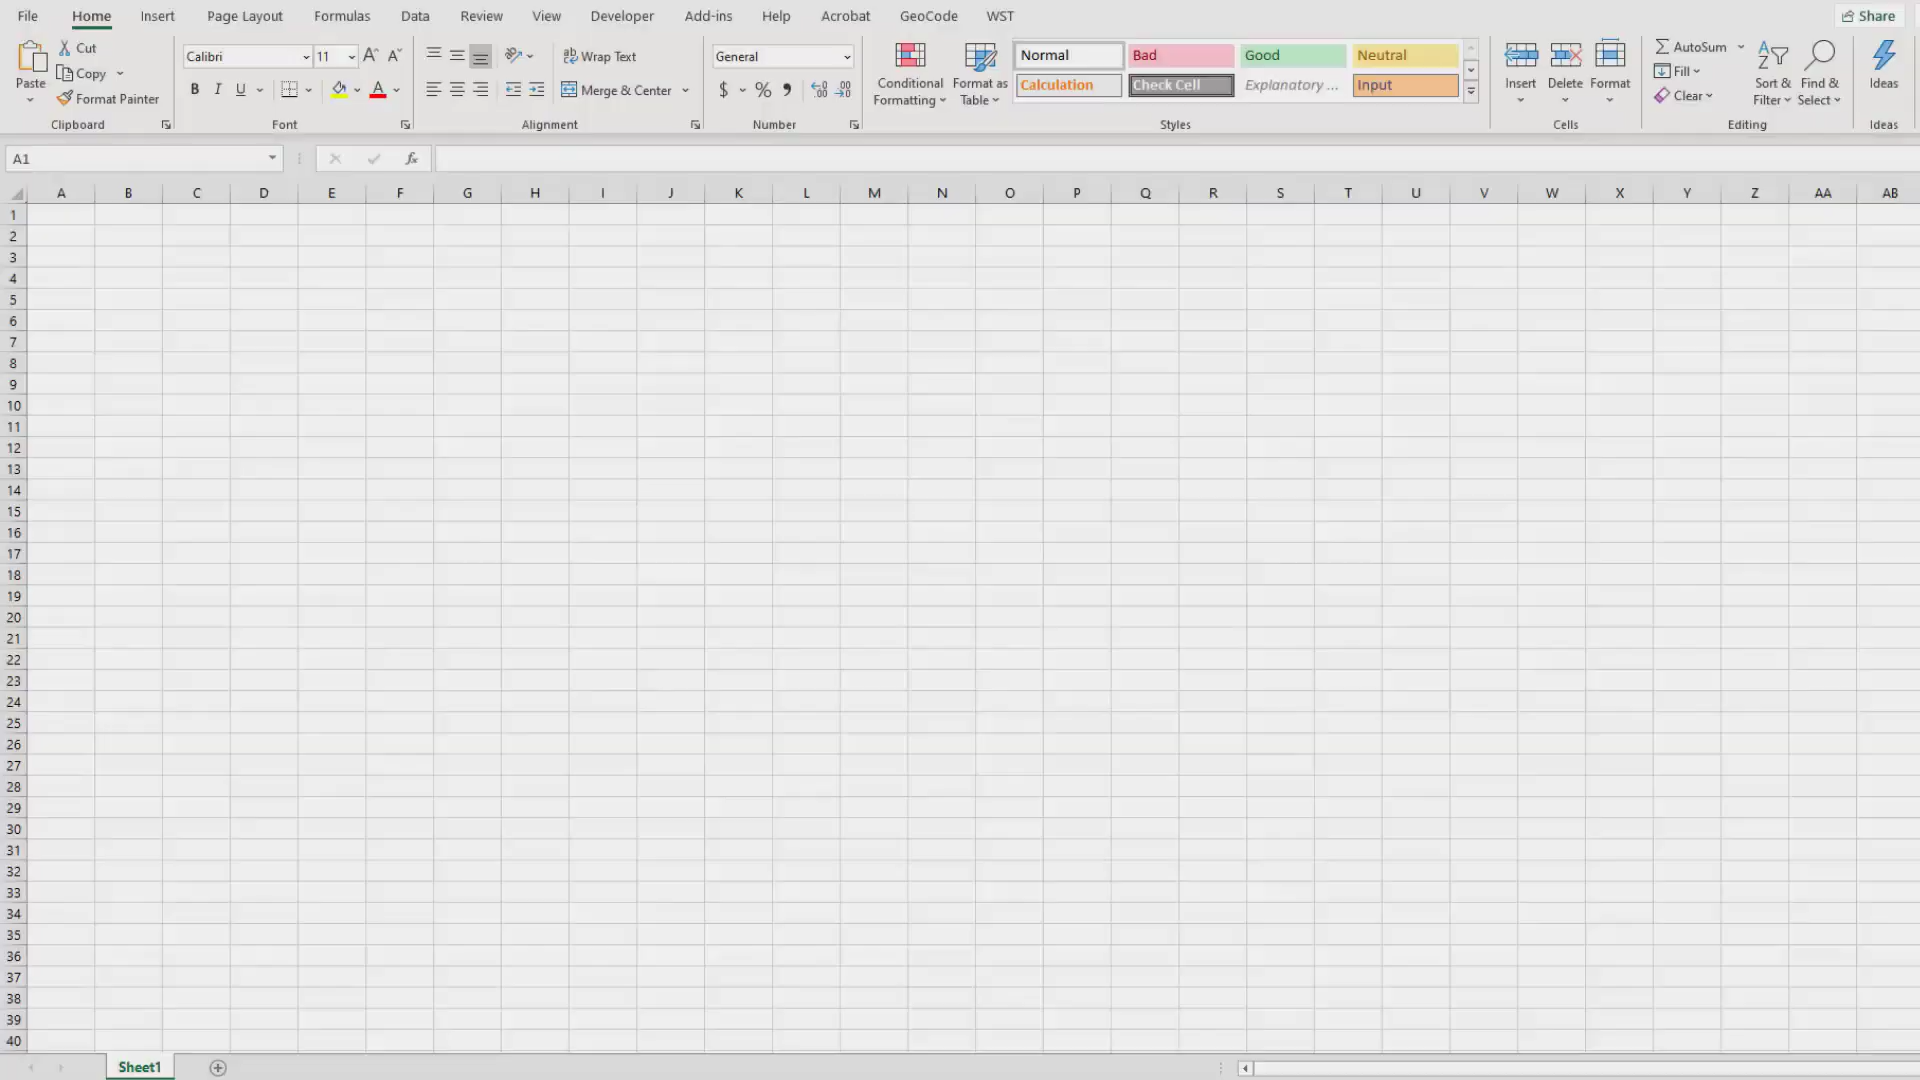 File Home Insert Page Layout Formulas Data Review View Developer Add-ins Help Acrobat GeoCode WST Share
Paste Cut Copy Format Painter
Calibri 11
B I U
ab Wrap Text
Merge & Center
General
$ % ,
Conditional Formatting
Format as Table
Normal Bad Good Neutral
Calculation Check Cell Explanatory ... Input
Insert Delete Format
AutoSum
Fill
Clear
Sort & Filter
Find & Select
Ideas
Clipboard Font Alignment Number Styles Cells Editing Ideas
A1 fx
A B C D E F G H I J K L M N O P Q R S T U V W X Y Z AA AB
1
2
3
4
5
6
7
8
9
10
11
12
13
14
15
16
17
18
19
20
21
22
23
24
25
26
27
28
29
30
31
32
33
34
35
36
37
38
39
40
Sheet1